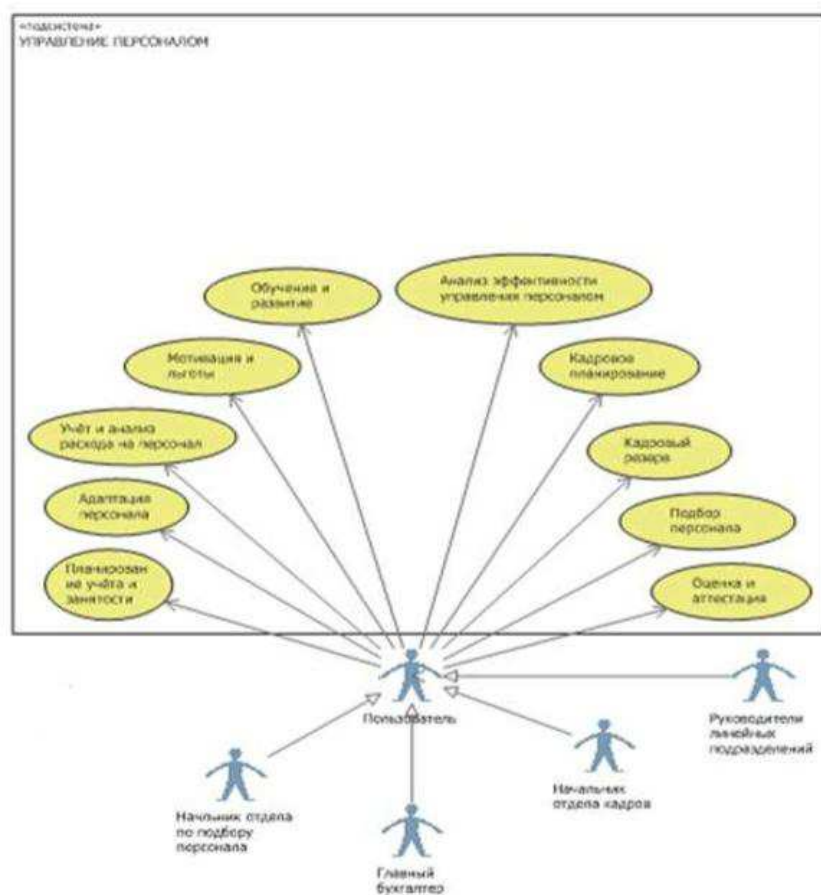 «подсистема»
УПРАВЛЕНИЕ ПЕРСОНАЛОМ
Обучение и
развитие
Анализ эффективности
управления персоналом
Мотивация и
льготы
Кадровое
планирование
Учёт и анализ
расхода на персонал
Кадровый
резерв
Адаптация
персонала
Подбор
персонала
Планирован
ие учёта и
занятости
Оценка и
аттестация
Пользователь
Руководители
линейных
подразделений
Начльник отдела
по подбору
персонала
Начальник
отдела кадров
Главный
бухгалтер